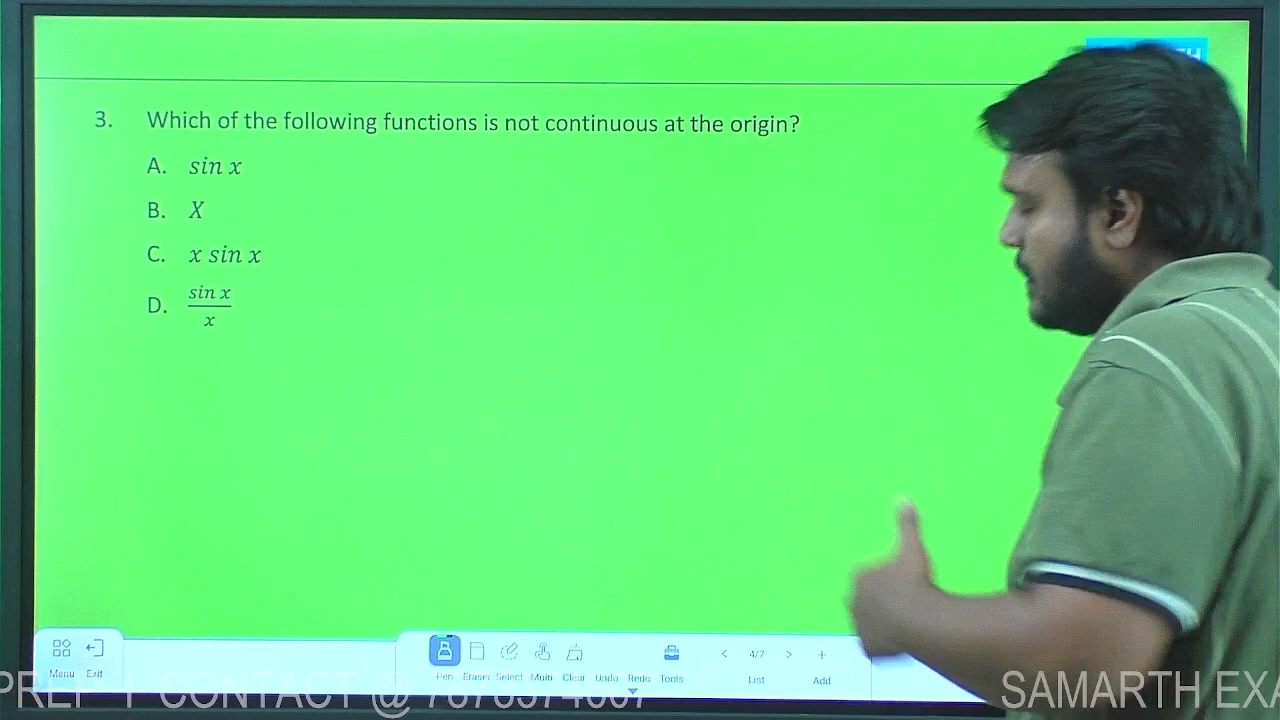 3. Which of the following functions is not continuous at the origin?
A. sin x
B. X
C. x sin x
D. sin x
x
Menu Exit Pen Eraser Select Multi Clear Undo Redo Tools < 4/7 > + List Add
CONTACT @ SAMARTH